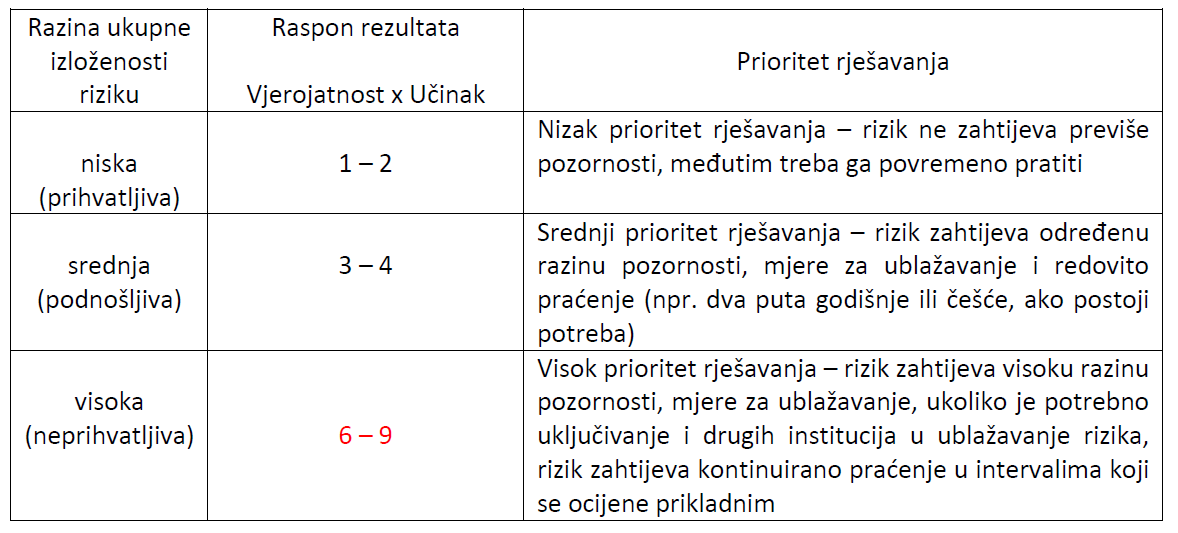 Razina ukupne
izloženosti
riziku
Raspon rezultata
Vjerojatnost x Učinak
Prioritet rješavanja
niska
(prihvatljiva)
1 – 2
Nizak prioritet rješavanja – rizik ne zahtijeva previše
pozornosti, međutim treba ga povremeno pratiti
srednja
(podnošljiva)
3 – 4
Srednji prioritet rješavanja – rizik zahtijeva određenu
razinu pozornosti, mjere za ublažavanje i redovito
praćenje (npr. dva puta godišnje ili češće, ako postoji
potreba)
visoka
(neprihvatljiva)
6 – 9
Visok prioritet rješavanja – rizik zahtijeva visoku razinu
pozornosti, mjere za ublažavanje, ukoliko je potrebno
uključivanje i drugih institucija u ublažavanje rizika,
rizik zahtijeva kontinuirano praćenje u intervalima koji
se ocijene prikladnim